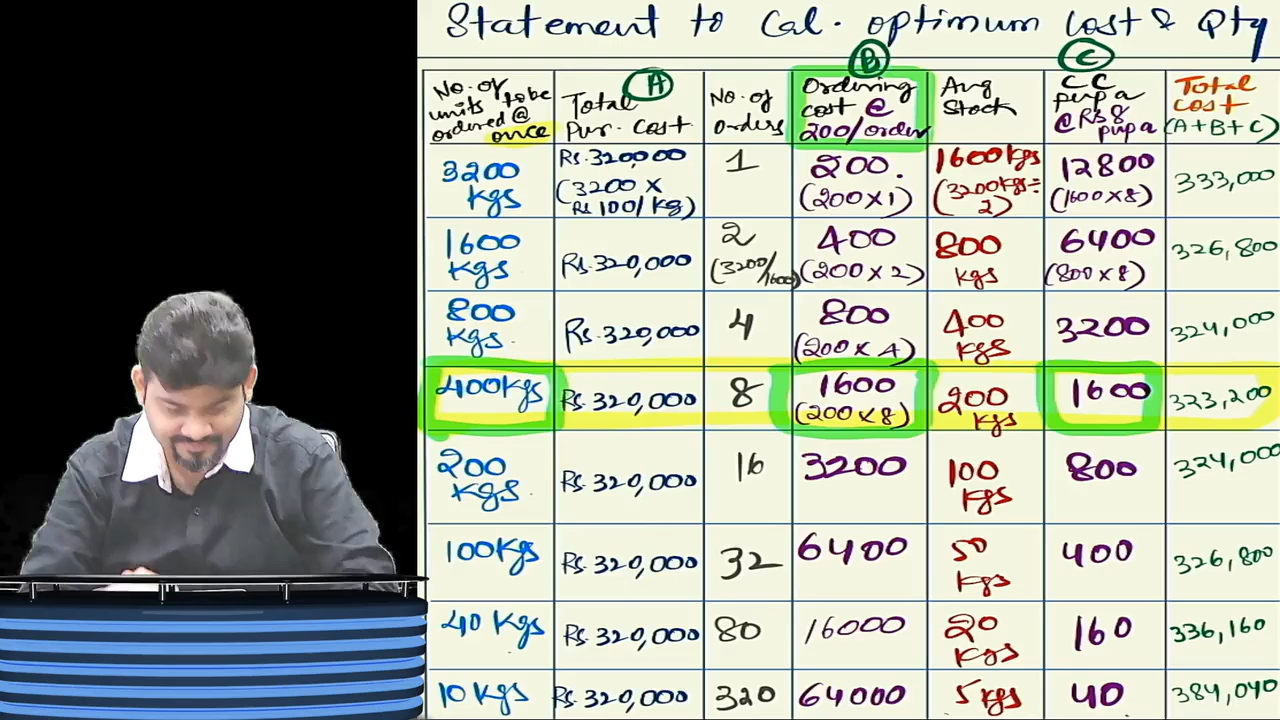 Statement to Cal. optimum Cost & Qty
No. of units to be ordered @ once
Total Pur. Cost
A
No. of orders
B
Ordering cost @ 200/order
Avg Stock
C
C C pupa @ Rs 8 pupa
Total Cost (A+B+C)
3200 kgs
Rs. 320,000 (3200 x Rs 100/kg)
1
200. (200 x 1)
1600 kgs (3200kgs ÷ 2)
12800 (1600 x 8)
333,000
1600 kgs
Rs. 320,000
2 (3200/1600)
400 (200 x 2)
800 kgs
6400 (800 x 8)
326,800
800 kgs.
Rs. 320,000
4
800 (200 x 4)
400 kgs
3200
324,000
400 kgs
Rs. 320,000
8
1600 (200 x 8)
200 kgs
1600
323,200
200 kgs
Rs. 320,000
16
3200
100 kgs
800
324,000
100 Kgs
Rs. 320,000
32
6400
50 kgs
400
326,800
40 Kgs
Rs. 320,000
80
16000
20 kgs
160
336,160
10 Kgs
Rs. 320,000
320
64000
5 kgs
40
384,040